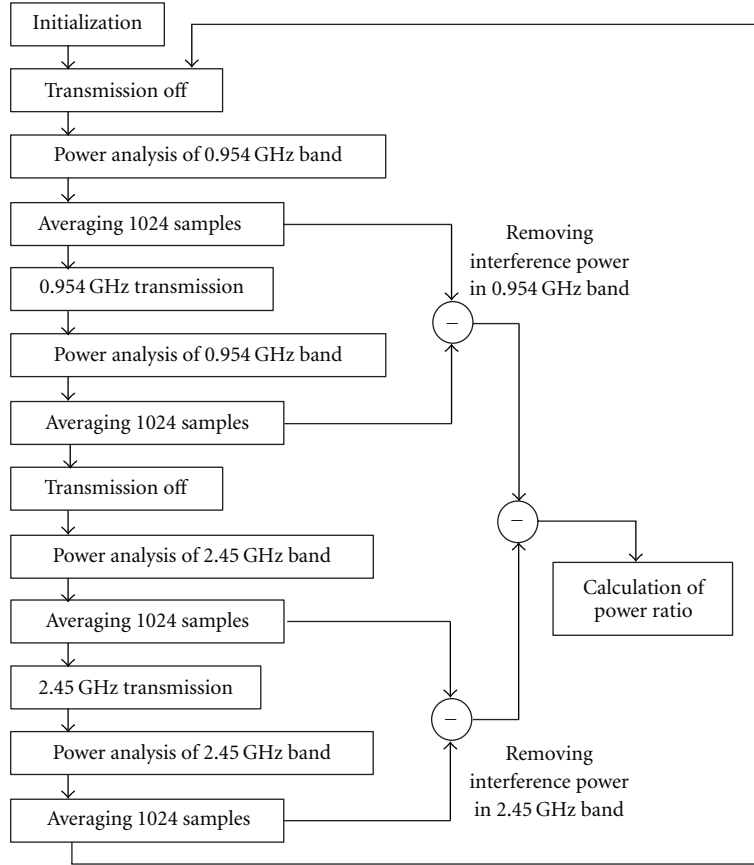 Initialization
Transmission off
Power analysis of 0.954 GHz band
Averaging 1024 samples
0.954 GHz transmission
Power analysis of 0.954 GHz band
Averaging 1024 samples
Transmission off
Power analysis of 2.45 GHz band
Averaging 1024 samples
2.45 GHz transmission
Power analysis of 2.45 GHz band
Averaging 1024 samples
Removing
interference power
in 0.954 GHz band
−
−
Calculation of
power ratio
−
Removing
interference power
in 2.45 GHz band